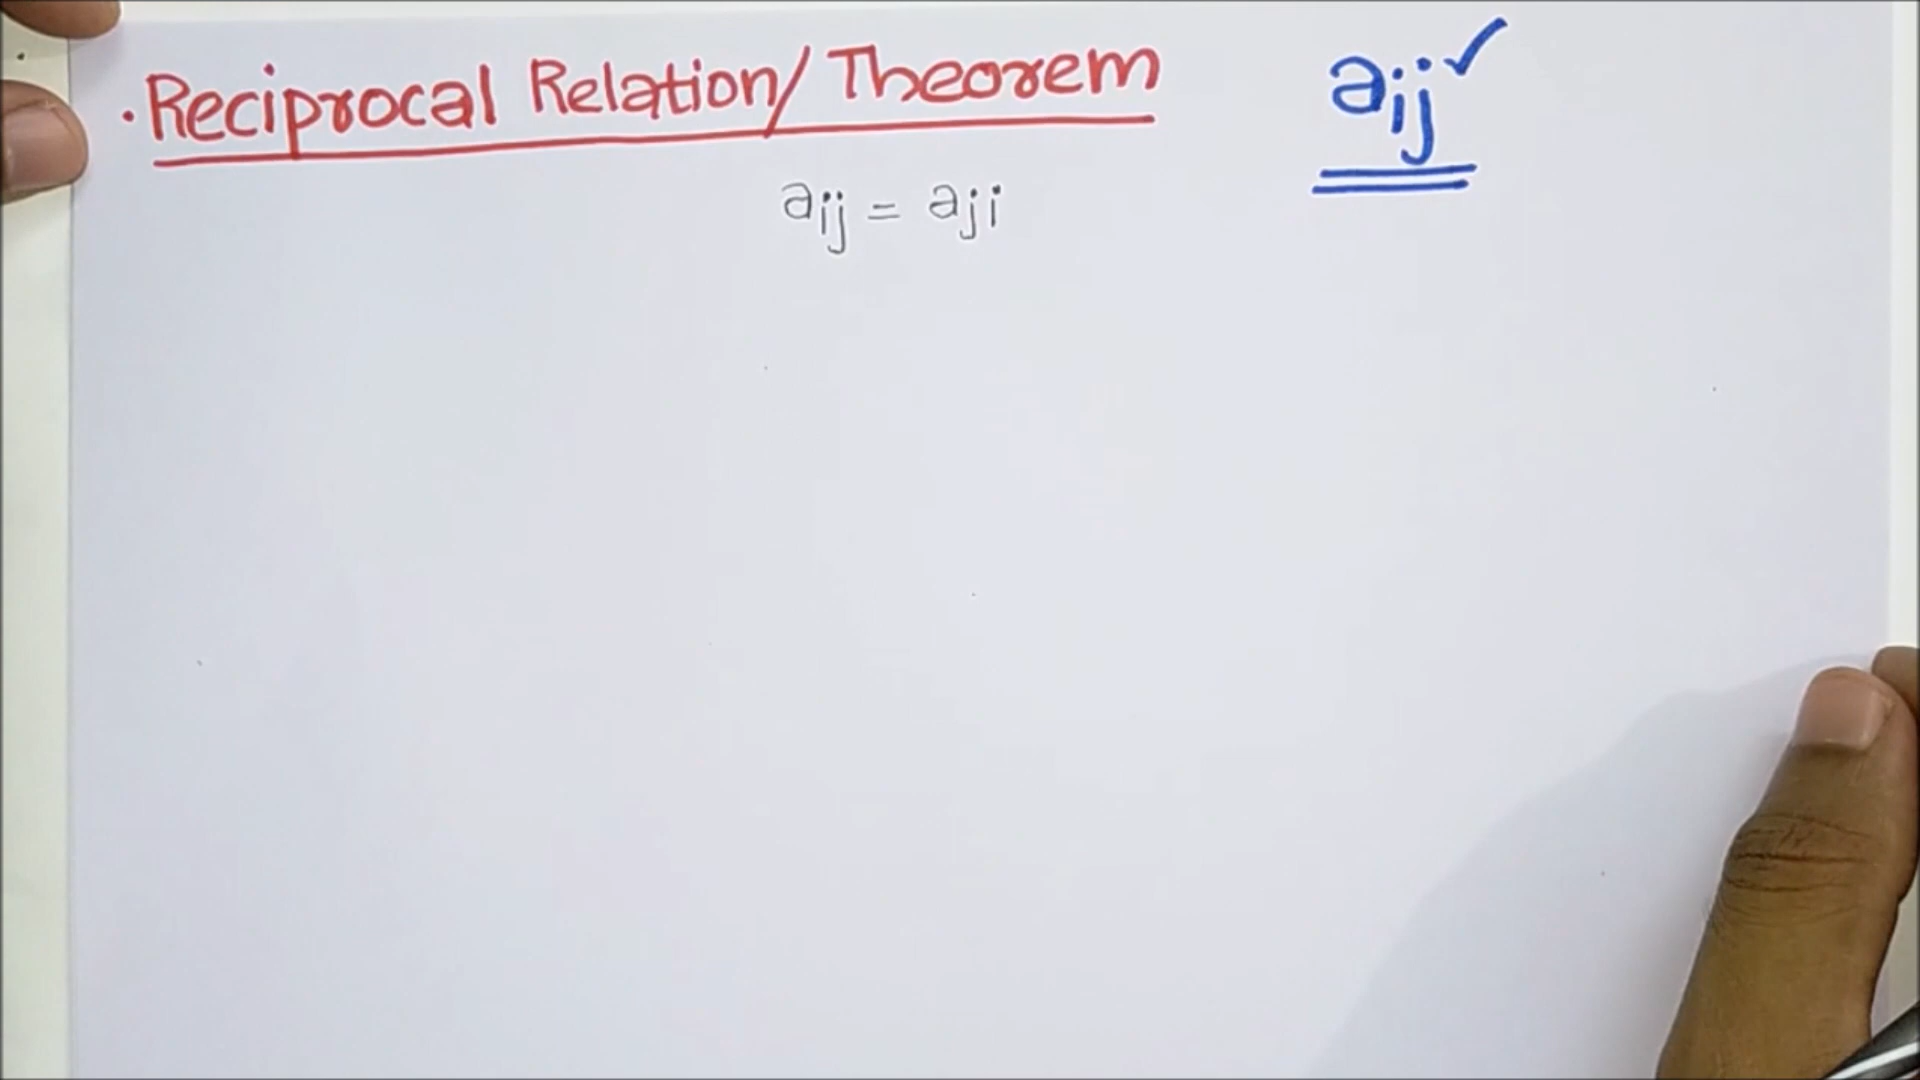 . Reciprocal Relation/Theorem
aij ✓
aij = aji